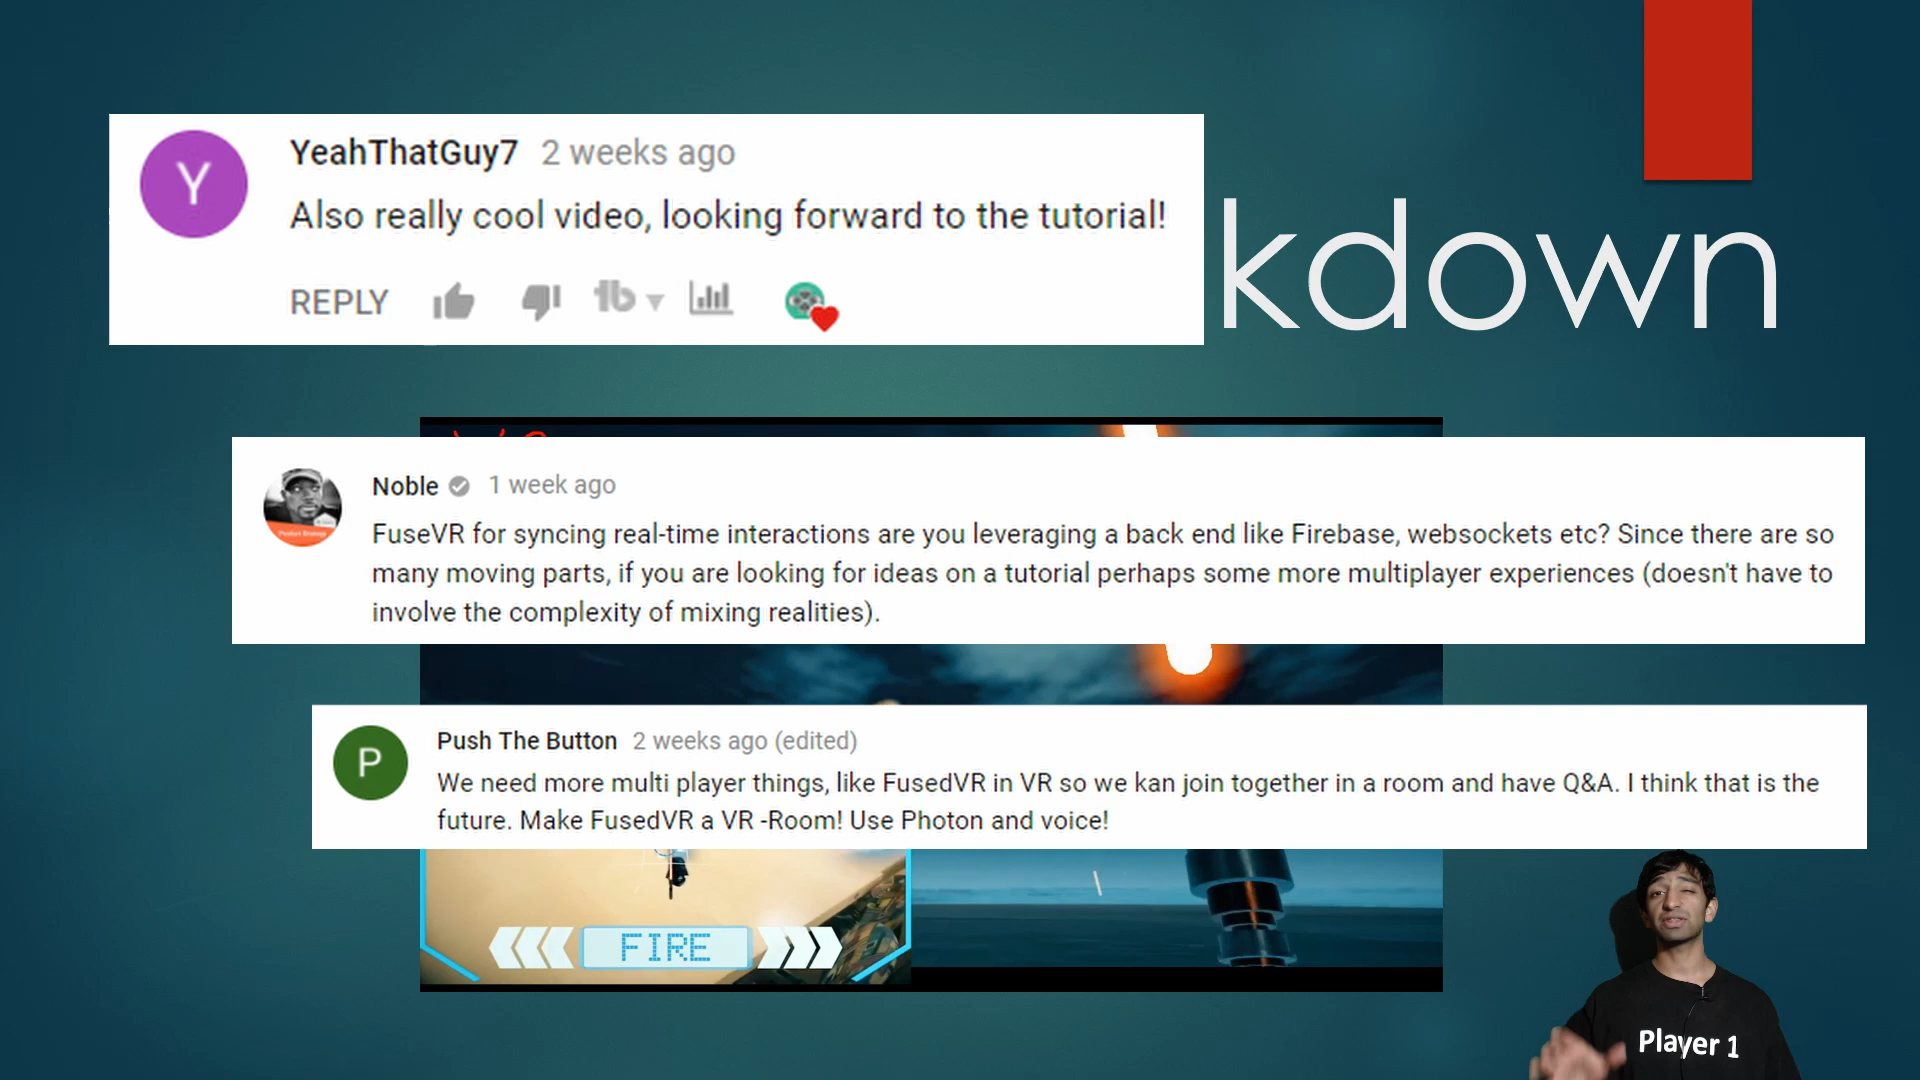 YeahThatGuy7 2 weeks ago
Also really cool video, looking forward to the tutorial!
REPLY
kdown
Noble 1 week ago
FuseVR for syncing real-time interactions are you leveraging a back end like Firebase, websockets etc? Since there are so
many moving parts, if you are looking for ideas on a tutorial perhaps some more multiplayer experiences (doesn't have to
involve the complexity of mixing realities).
P
Push The Button 2 weeks ago (edited)
We need more multi player things, like FusedVR in VR so we kan join together in a room and have Q&A. I think that is the
future. Make FusedVR a VR -Room! Use Photon and voice!
FIRE
Player 1